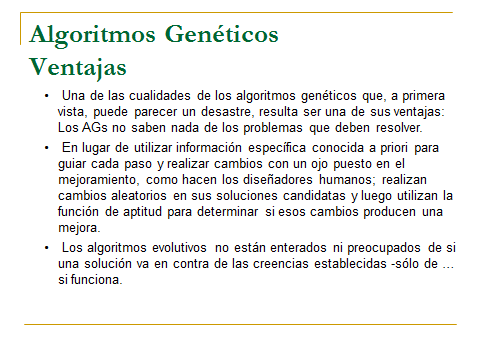 Algoritmos Genéticos
Ventajas
• Una de las cualidades de los algoritmos genéticos que, a primera
vista, puede parecer un desastre, resulta ser una de sus ventajas:
Los AGs no saben nada de los problemas que deben resolver.
• En lugar de utilizar información específica conocida a priori para
guiar cada paso y realizar cambios con un ojo puesto en el
mejoramiento, como hacen los diseñadores humanos; realizan
cambios aleatorios en sus soluciones candidatas y luego utilizan la
función de aptitud para determinar si esos cambios producen una
mejora.
• Los algoritmos evolutivos no están enterados ni preocupados de si
una solución va en contra de las creencias establecidas -sólo de ...
si funciona.